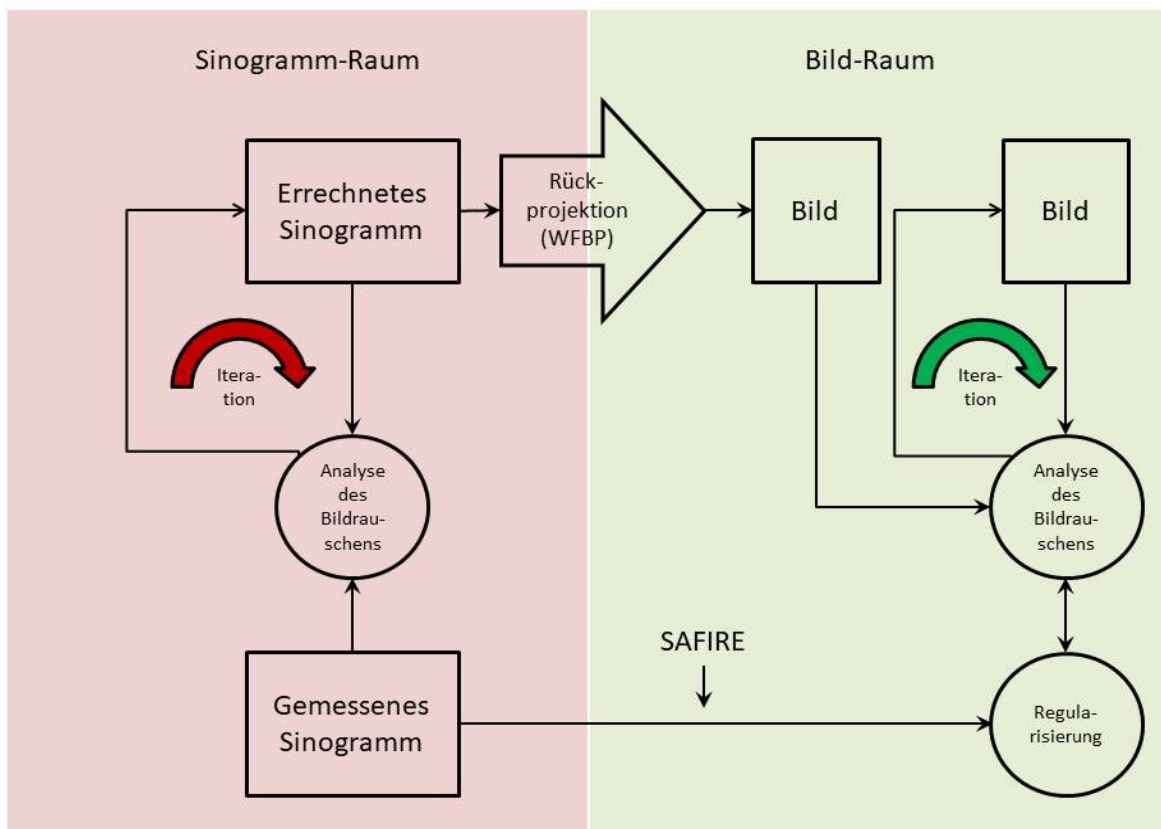 Sinogramm-Raum
Bild-Raum
Errechnetes
Sinogramm
Rück-
projektion
(WFBP)
Bild
Bild
Itera-
tion
Itera-
tion
Analyse
des
Bildrau-
schens
Analyse
des
Bildrau-
schens
SAFIRE
Gemessenes
Sinogramm
Regula-
risierung